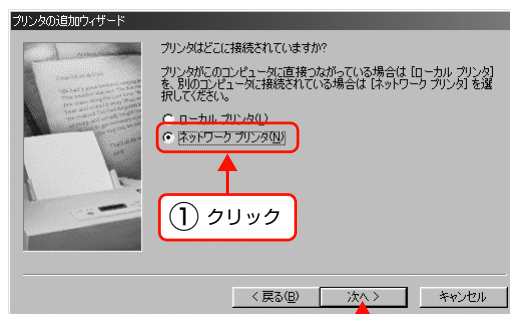 プリンタの追加ウィザード
プリンタはどこに接続されていますか?
プリンタがこのコンピュータに直接つながっている場合は [ローカル プリンタ]
を、別のコンピュータに接続されている場合は [ネットワーク プリンタ] を選
択してください。
ローカル プリンタ(L)
ネットワーク プリンタ(N)
① クリック
< 戻る(B)
次へ >
キャンセル